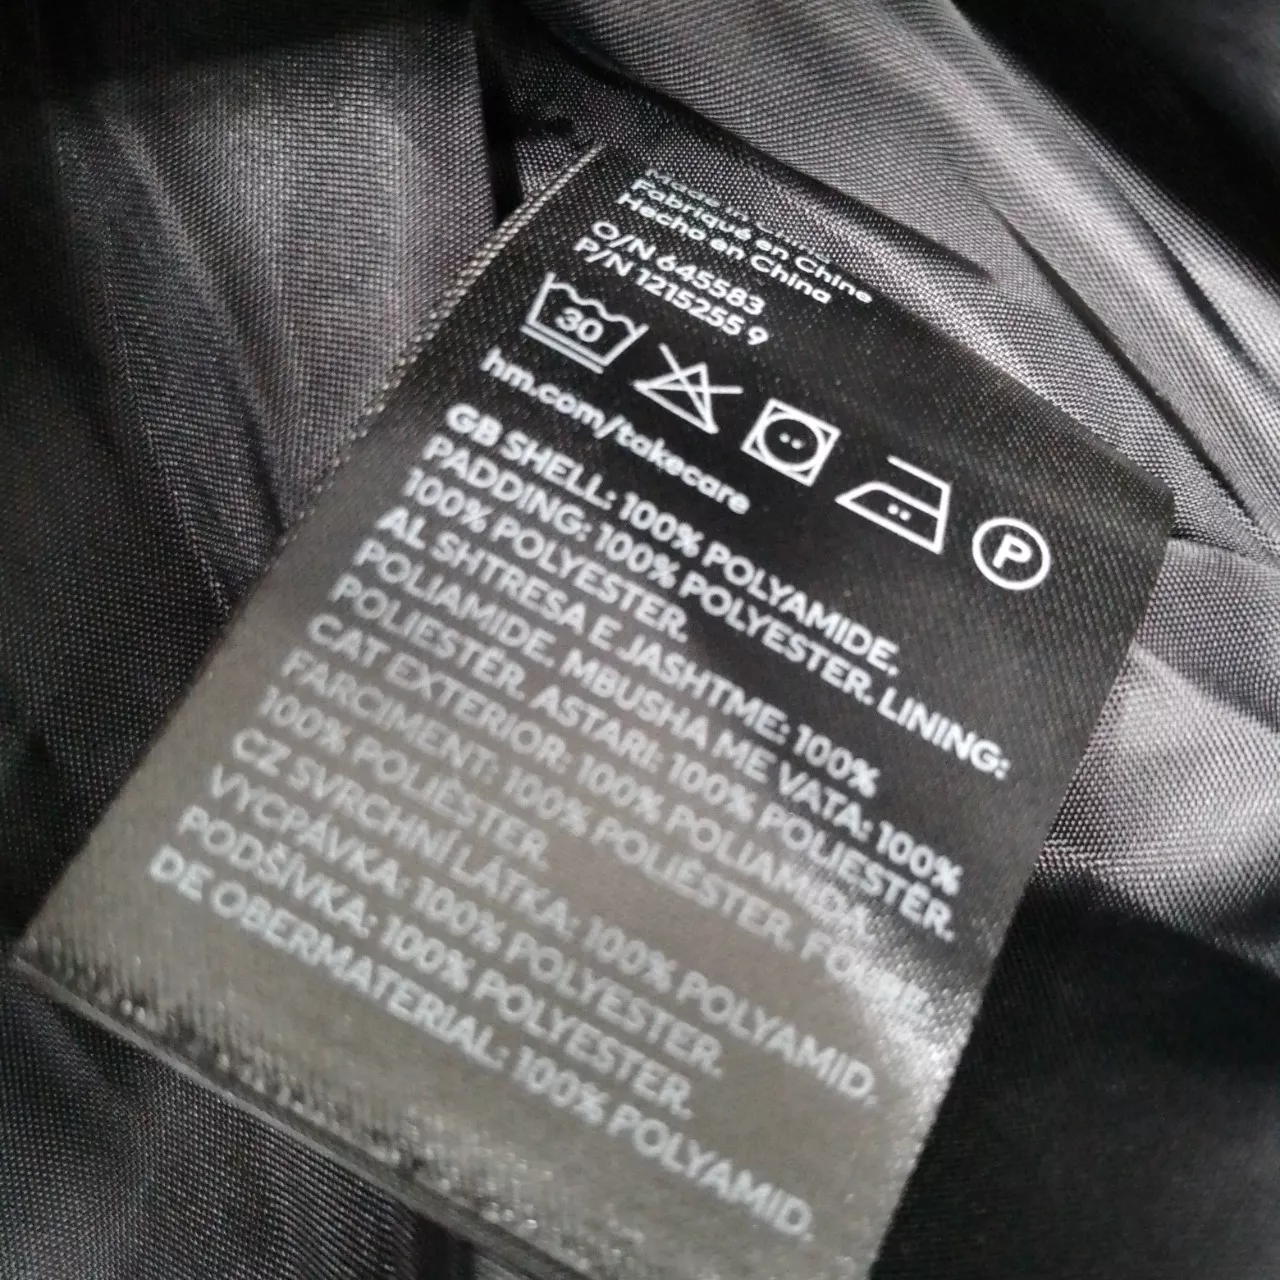 Fabriqué en Chine
Hecho en China
O/N 645583
P/N 1215255 9
30
P
hm.com/takecare
GB SHELL: 100% POLYAMIDE.
PADDING: 100% POLYESTER. LINING:
100% POLYESTER.
AL SHTRESA E JASHTME: 100%
POLIAMIDE. MBUSHA ME VATA: 100%
POLIESTËR. ASTARI: 100% POLIESTËR.
CAT EXTERIOR: 100% POLIAMIDA.
FARCIMENT: 100% POLIÈSTER. FOLRE:
100% POLIÈSTER.
CZ SVRCHNÍ LÁTKA: 100% POLYAMID.
VYCPÁVKA: 100% POLYESTER.
PODŠÍVKA: 100% POLYESTER.
DE OBERMATERIAL: 100% POLYAMID.